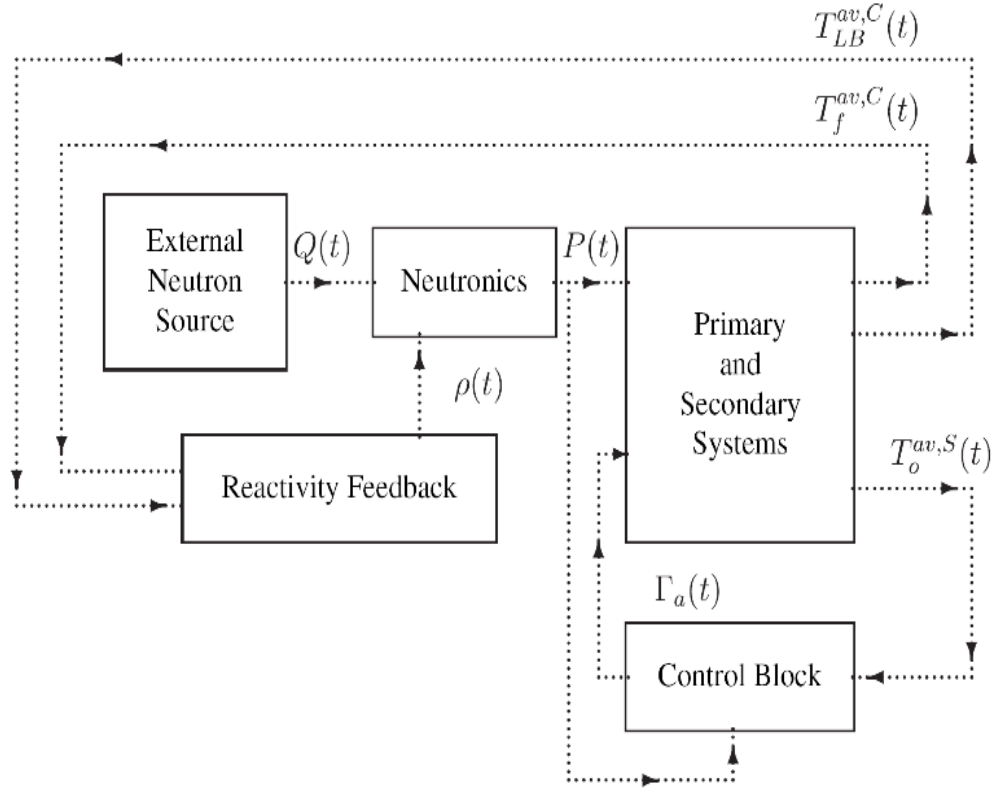 T_{LB}^{av,C}(t)
T_f^{av,C}(t)
External
Neutron
Source
Q(t)
Neutronics
P(t)
Primary
and
Secondary
Systems
ρ(t)
T_o^{av,S}(t)
Reactivity Feedback
Γ_a(t)
Control Block